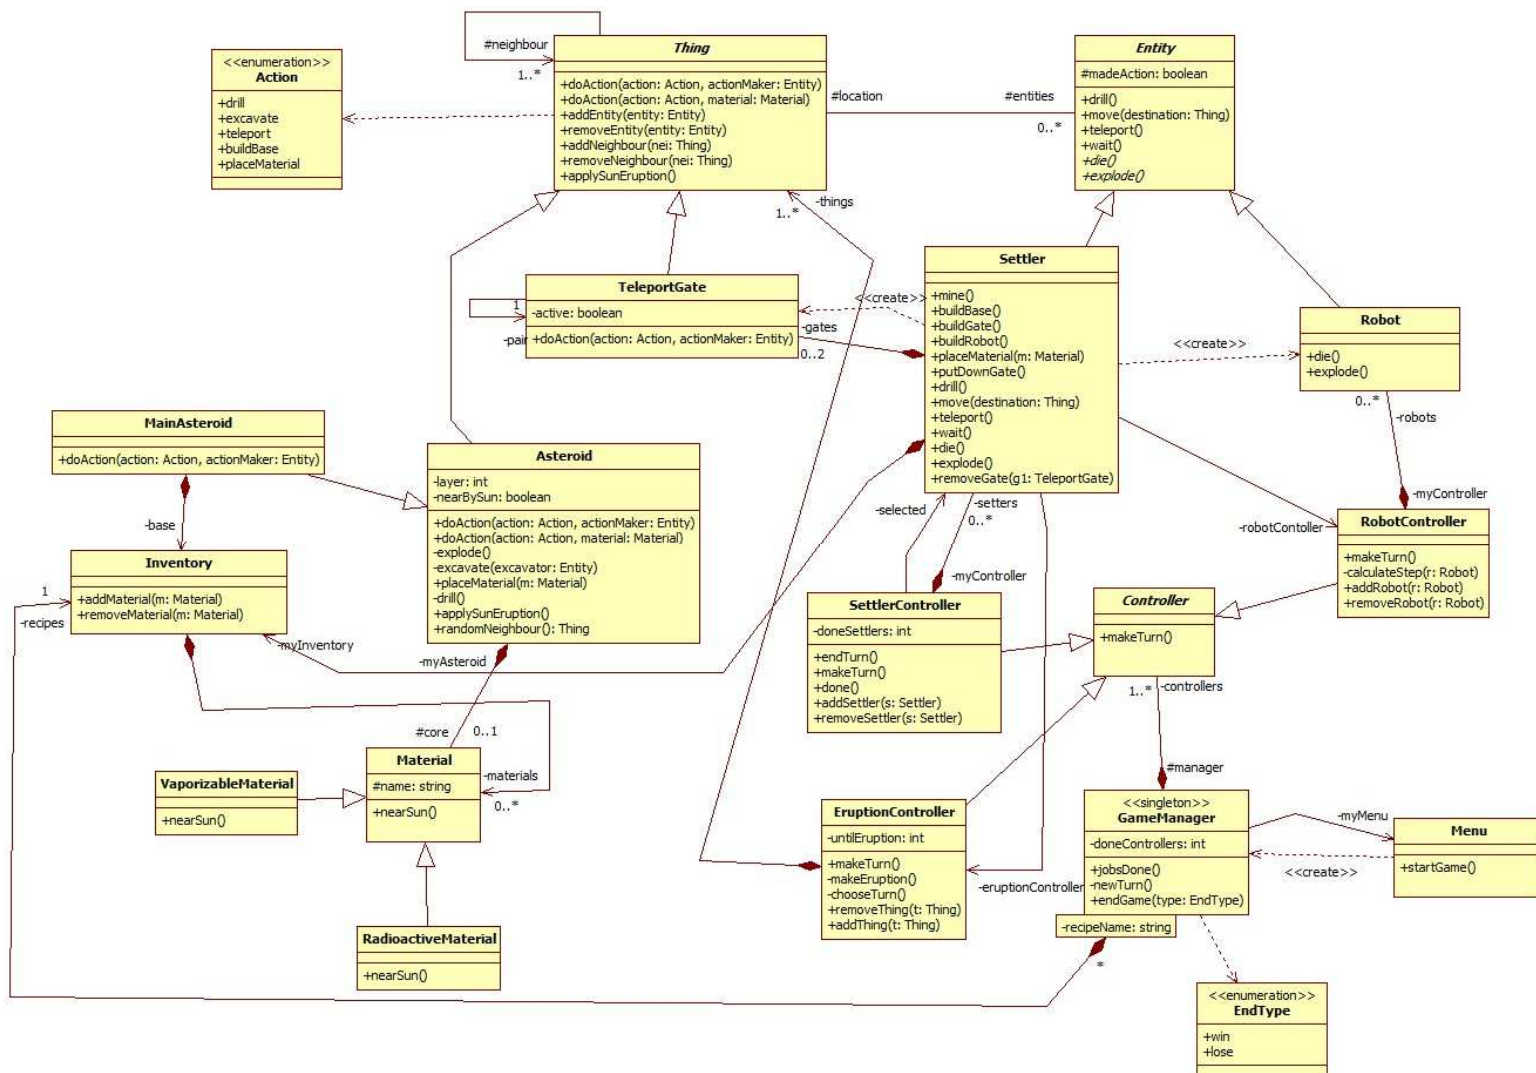 <<enumeration>>
Action
+drill
+excavate
+teleport
+buildBase
+placeMaterial
#neighbour
1..*
Thing
+doAction(action: Action, actionMaker: Entity)
+doAction(action: Action, material: Material)
+addEntity(entity: Entity)
+removeEntity(entity: Entity)
+addNeighbour(nei: Thing)
+removeNeighbour(nei: Thing)
+applySunEruption()
#location
#entities
0..*
Entity
#madeAction: boolean
+drill()
+move(destination: Thing)
+teleport()
+wait()
+die()
+explode()
-things
1..*
TeleportGate
-active: boolean
+doAction(action: Action, actionMaker: Entity)
1
-pair
<<create>>
-gates
0..2
Settler
+mine()
+buildBase()
+buildGate()
+buildRobot()
+placeMaterial(m: Material)
+putDownGate()
+drill()
+move(destination: Thing)
+teleport()
+wait()
+die()
+explode()
+removeGate(g1: TeleportGate)
<<create>>
Robot
+die()
+explode()
0..*
-robots
-myController
-robotContoller
RobotController
+makeTurn()
-calculateStep(r: Robot)
+addRobot(r: Robot)
+removeRobot(r: Robot)
MainAsteroid
+doAction(action: Action, actionMaker: Entity)
-base
Asteroid
-layer: int
-nearBySun: boolean
+doAction(action: Action, actionMaker: Entity)
+doAction(action: Action, material: Material)
-explode()
-excavate(excavator: Entity)
+placeMaterial(m: Material)
-drill()
+applySunEruption()
+randomNeighbour(): Thing
Inventory
+addMaterial(m: Material)
+removeMaterial(m: Material)
1
-recipes
-myInventory
-myAsteroid
-selected
-setters
0..*
-myController
SettlerController
-doneSettlers: int
+endTurn()
+makeTurn()
+done()
+addSettler(s: Settler)
+removeSettler(s: Settler)
Controller
+makeTurn()
1..*
-controllers
#manager
#core
0..1
Material
#name: string
+nearSun()
-materials
0..*
VaporizableMaterial
+nearSun()
RadioactiveMaterial
+nearSun()
EruptionController
-untilEruption: int
+makeTurn()
-makeEruption()
-chooseTurn()
+removeThing(t: Thing)
+addThing(t: Thing)
-eruptionController
<<singleton>>
GameManager
-doneControllers: int
+jobsDone()
-newTurn()
+endGame(type: EndType)
-recipeName: string
*
-myMenu
<<create>>
Menu
+startGame()
<<enumeration>>
EndType
+win
+lose